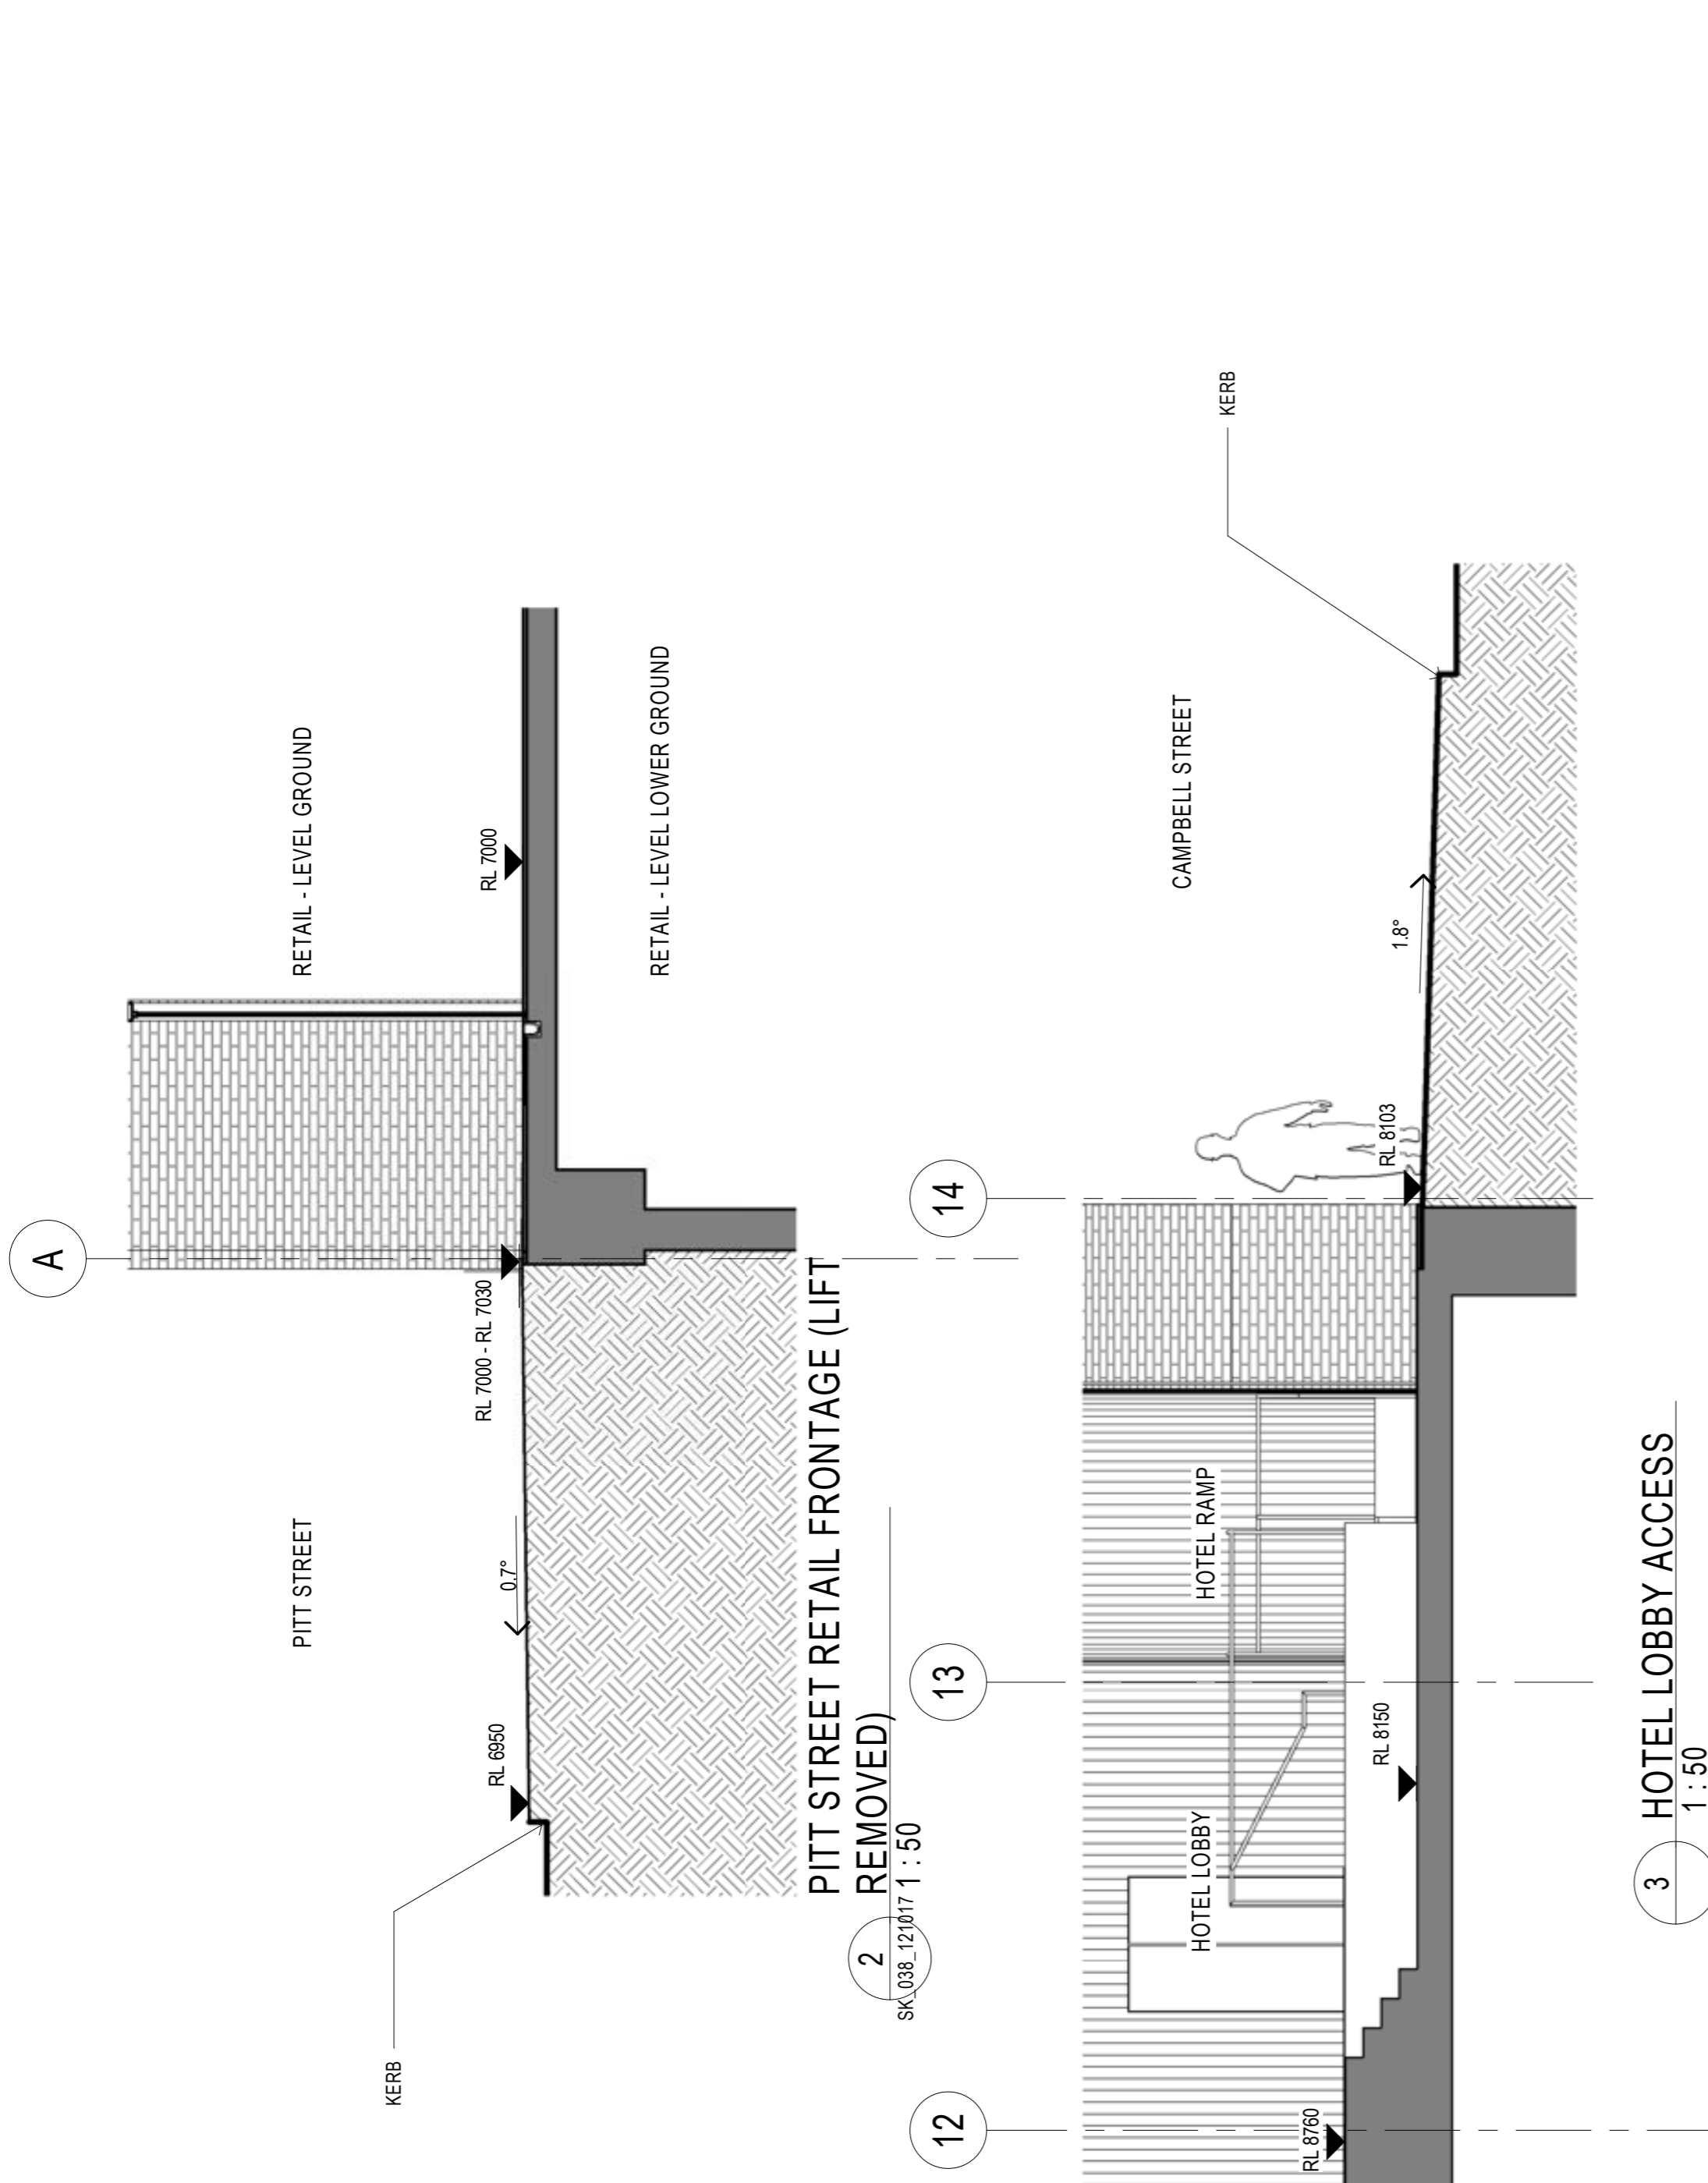 A
PITT STREET
RETAIL - LEVEL GROUND
KERB
RL 6950
0.7°
RL 7000 - RL 7030
RL 7000
RETAIL - LEVEL LOWER GROUND
PITT STREET RETAIL FRONTAGE (LIFT
REMOVED)
2
SK_038_121017
1 : 50
12
13
14
HOTEL LOBBY
HOTEL RAMP
CAMPBELL STREET
KERB
RL 8760
RL 8150
RL 8103
1.8°
3
HOTEL LOBBY ACCESS
1 : 50